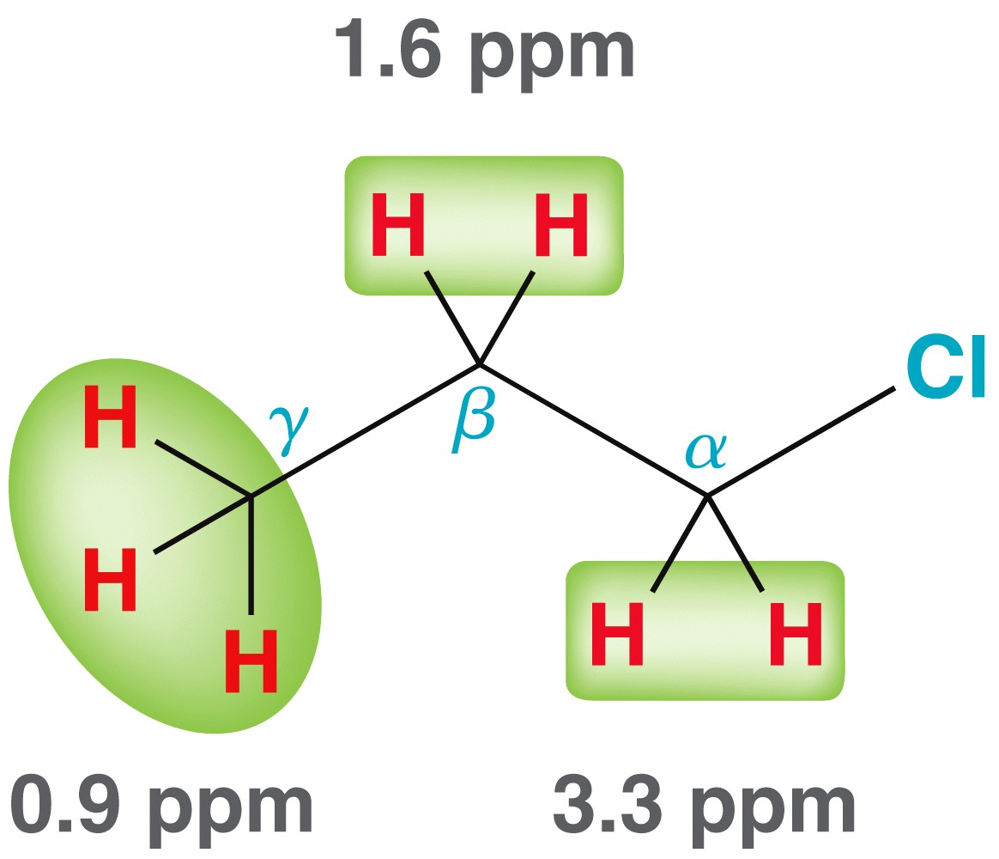 1.6 ppm
H H
Cl
H γ β α
H
H H H
0.9 ppm 3.3 ppm